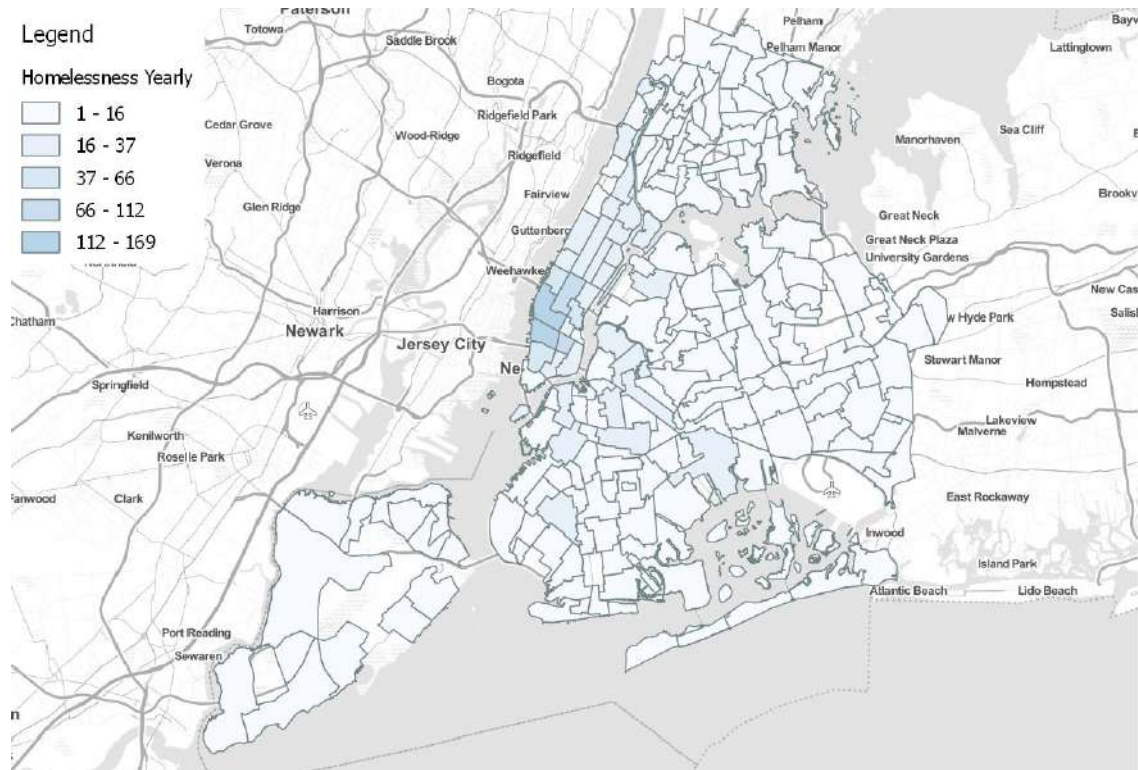 Legend
Homelessness Yearly
1 - 16
16 - 37
37 - 66
66 - 112
112 - 169
Paterson
Totowa
Saddle Brook
Pelham
Pelham Manor
Lattingtown
Bogota
Ridgefield Park
Cedar Grove
Wood-Ridge
Sea Cliff
Manorhaven
Verona
Ridgefield
Fairview
Glen Ridge
Great Neck
Guttenberg
Great Neck Plaza
University Gardens
Weehawke
New Cas
Harrison
Chatham
Newark
w Hyde Park
Jersey City
Ne
Stewart Manor
Springfield
Hempstead
Lakeview
Malverne
Kenilworth
Roselle Park
Fanwood
Clark
East Rockaway
Inwood
Island Park
Atlantic Beach
Lido Beach
Port Reading
Sewaren